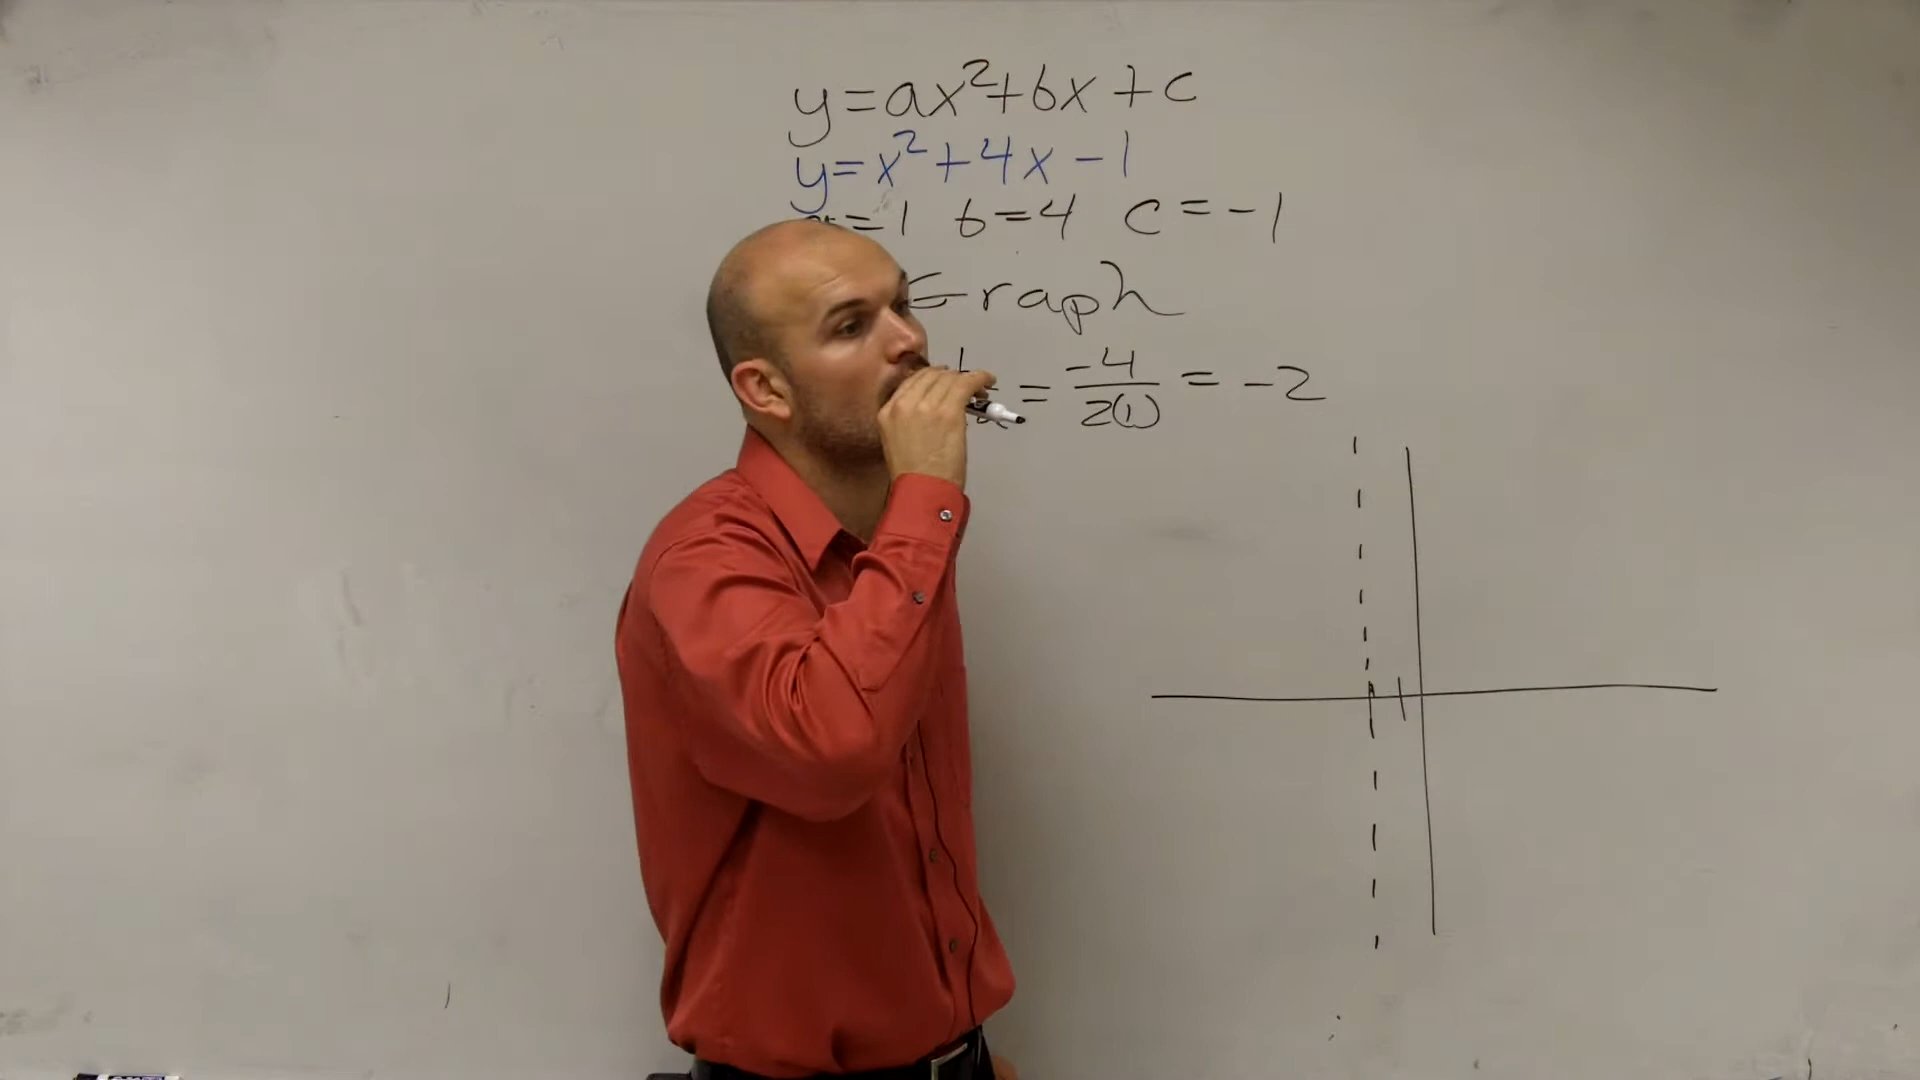 y=ax²+bx+c
y=x²+4x-1
=1 b=4 c=-1
Graph
= -4/2(1) = -2